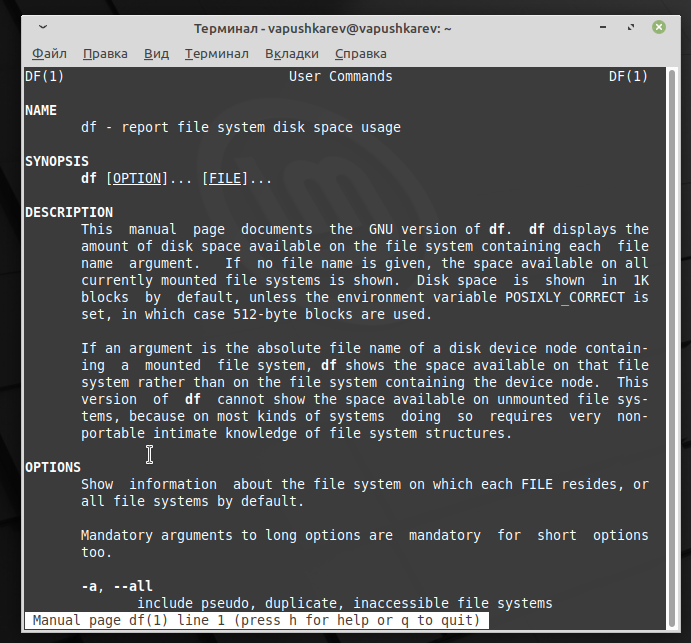 Терминал - vapushkarev@vapushkarev: ~
Файл Правка Вид Терминал Вкладки Справка
DF(1) User Commands DF(1)
NAME
df - report file system disk space usage
SYNOPSIS
df [OPTION]... [FILE]...
DESCRIPTION
This manual page documents the GNU version of df. df displays the
amount of disk space available on the file system containing each file
name argument. If no file name is given, the space available on all
currently mounted file systems is shown. Disk space is shown in 1K
blocks by default, unless the environment variable POSIXLY_CORRECT is
set, in which case 512-byte blocks are used.
If an argument is the absolute file name of a disk device node contain-
ing a mounted file system, df shows the space available on that file
system rather than on the file system containing the device node. This
version of df cannot show the space available on unmounted file sys-
tems, because on most kinds of systems doing so requires very non-
portable intimate knowledge of file system structures.
OPTIONS
Show information about the file system on which each FILE resides, or
all file systems by default.
Mandatory arguments to long options are mandatory for short options
too.
-a, --all
include pseudo, duplicate, inaccessible file systems
Manual page df(1) line 1 (press h for help or q to quit)